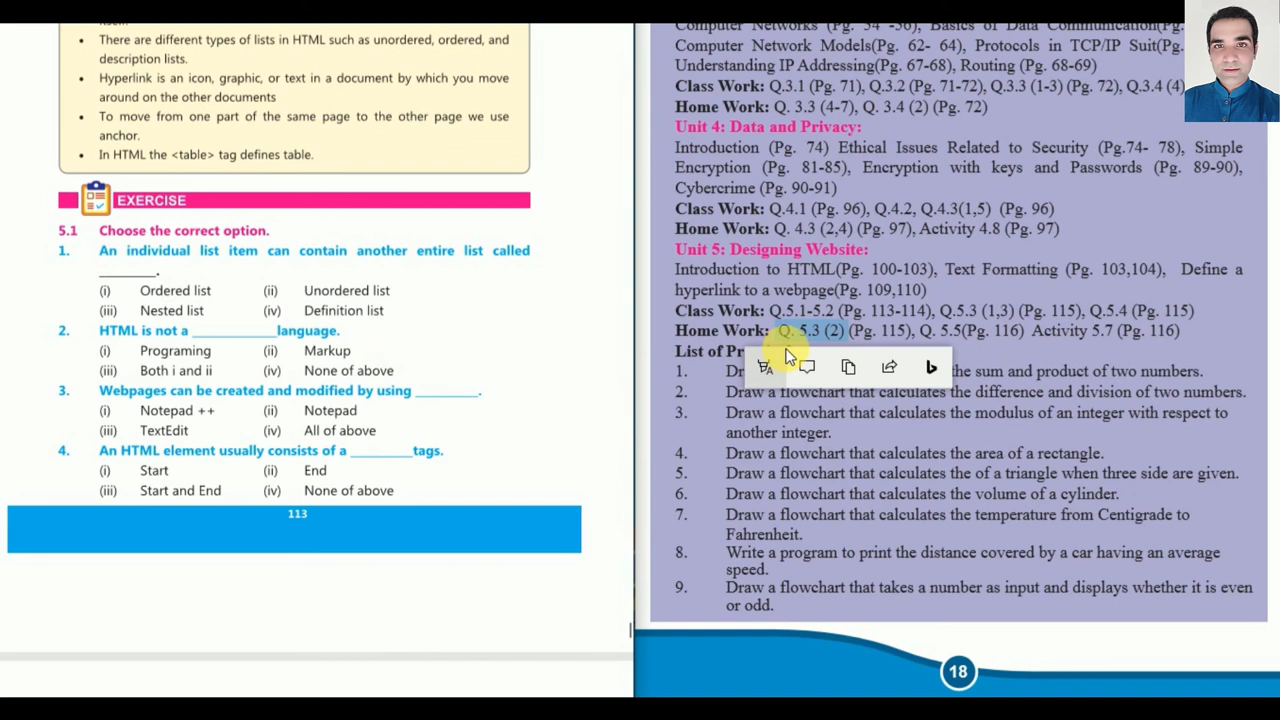 There are different types of lists in HTML such as unordered, ordered, and
description lists.
Hyperlink is an icon, graphic, or text in a document by which you move
around on the other documents
To move from one part of the same page to the other page we use
anchor.
In HTML the <table> tag defines table.
EXERCISE
5.1 Choose the correct option.
1. An individual list item can contain another entire list called
________.
(i) Ordered list (ii) Unordered list
(iii) Nested list (iv) Definition list
2. HTML is not a ____________language.
(i) Programing (ii) Markup
(iii) Both i and ii (iv) None of above
3. Webpages can be created and modified by using _________.
(i) Notepad ++ (ii) Notepad
(iii) TextEdit (iv) All of above
4. An HTML element usually consists of a _________tags.
(i) Start (ii) End
(iii) Start and End (iv) None of above
113
Computer Networks (Pg. 54 -56), Basics of Data Communication(Pg.
Computer Network Models(Pg. 62- 64), Protocols in TCP/IP Suit(Pg.
Understanding IP Addressing(Pg. 67-68), Routing (Pg. 68-69)
Class Work: Q.3.1 (Pg. 71), Q.3.2 (Pg. 71-72), Q.3.3 (1-3) (Pg. 72), Q.3.4 (4)
Home Work: Q. 3.3 (4-7), Q. 3.4 (2) (Pg. 72)
Unit 4: Data and Privacy:
Introduction (Pg. 74) Ethical Issues Related to Security (Pg.74- 78), Simple
Encryption (Pg. 81-85), Encryption with keys and Passwords (Pg. 89-90),
Cybercrime (Pg. 90-91)
Class Work: Q.4.1 (Pg. 96), Q.4.2, Q.4.3(1,5) (Pg. 96)
Home Work: Q. 4.3 (2,4) (Pg. 97), Activity 4.8 (Pg. 97)
Unit 5: Designing Website:
Introduction to HTML(Pg. 100-103), Text Formatting (Pg. 103,104), Define a
hyperlink to a webpage(Pg. 109,110)
Class Work: Q.5.1-5.2 (Pg. 113-114), Q.5.3 (1,3) (Pg. 115), Q.5.4 (Pg. 115)
Home Work: Q. 5.3 (2) (Pg. 115), Q. 5.5(Pg. 116) Activity 5.7 (Pg. 116)
List of
1. the sum and product of two numbers.
2. Draw a flowchart that calculates the difference and division of two numbers.
3. Draw a flowchart that calculates the modulus of an integer with respect to
another integer.
4. Draw a flowchart that calculates the area of a rectangle.
5. Draw a flowchart that calculates the of a triangle when three side are given.
6. Draw a flowchart that calculates the volume of a cylinder.
7. Draw a flowchart that calculates the temperature from Centigrade to
Fahrenheit.
8. Write a program to print the distance covered by a car having an average
speed.
9. Draw a flowchart that takes a number as input and displays whether it is even
or odd.
18